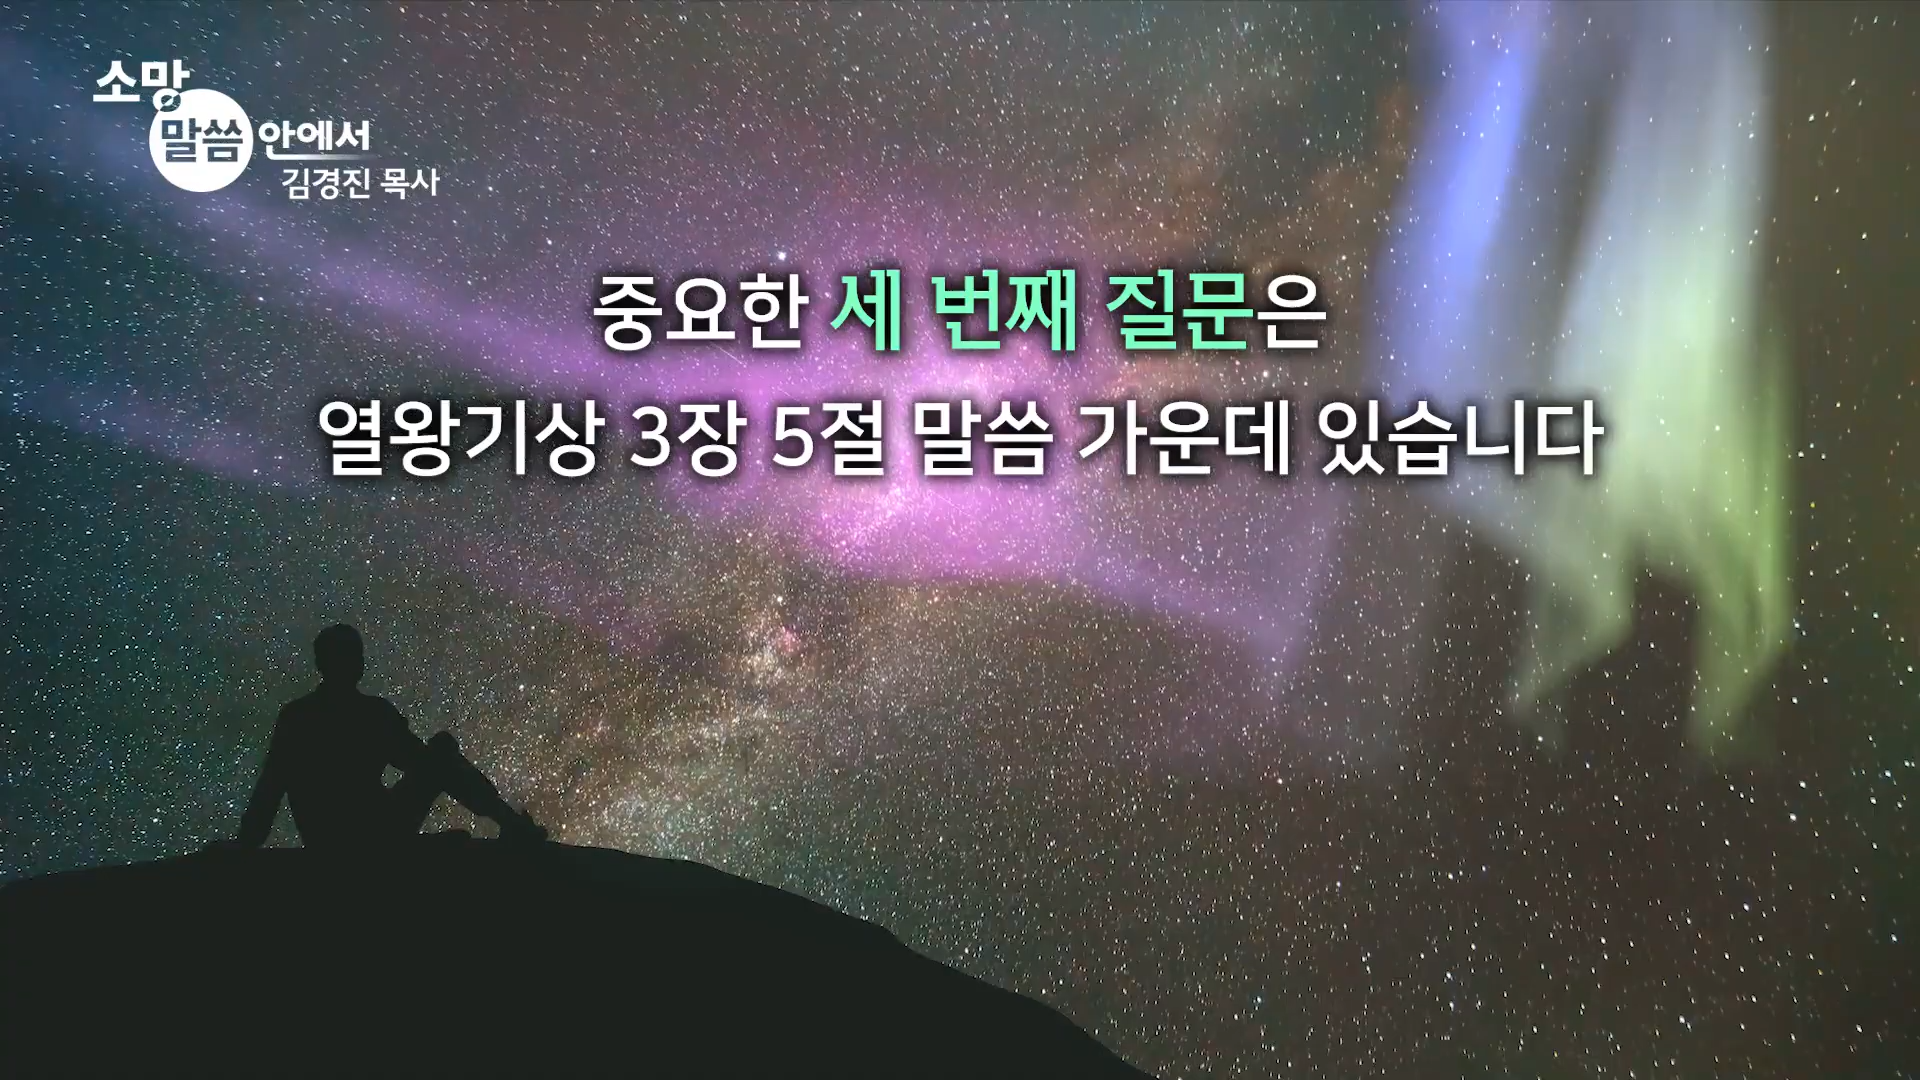 소망
말씀 안에서
김경진 목사
중요한 세 번째 질문은
열왕기상 3장 5절 말씀 가운데 있습니다